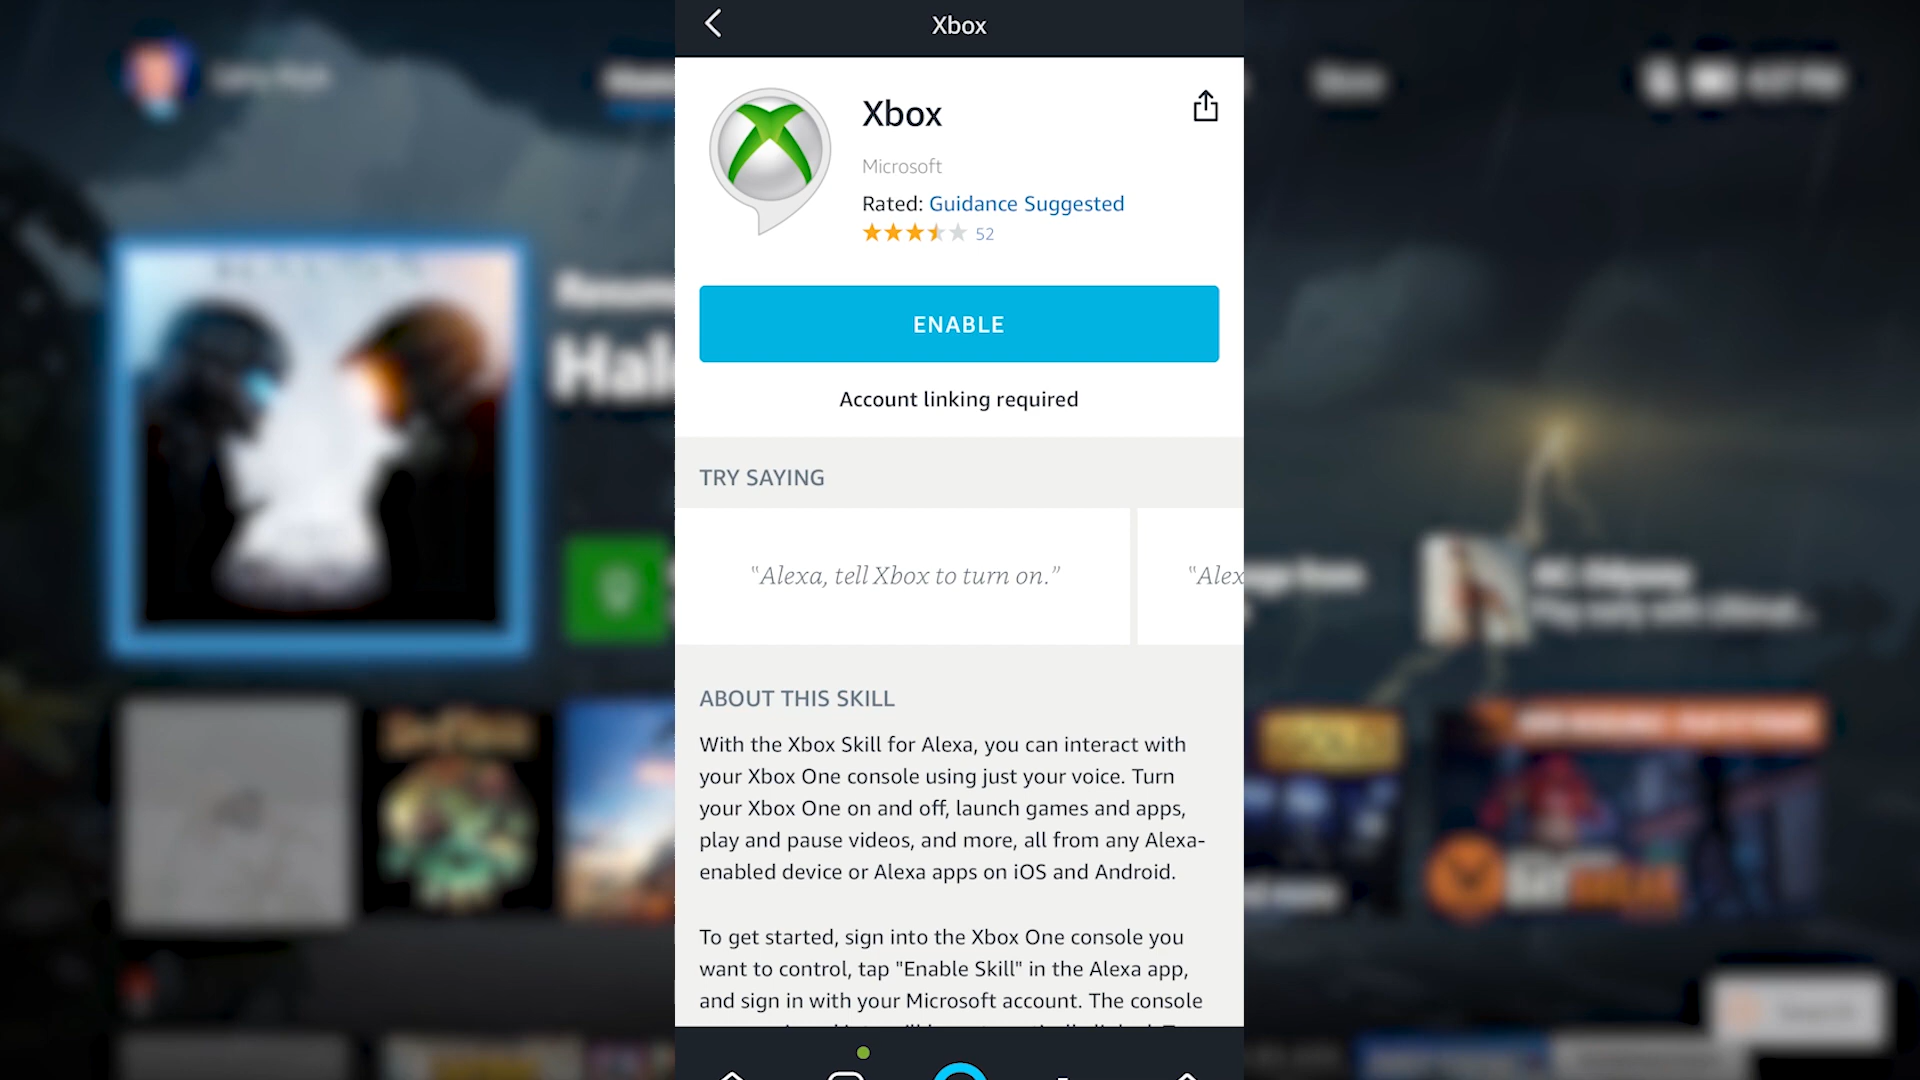 Xbox
Xbox
Microsoft
Rated: Guidance Suggested
52
ENABLE
Account linking required
TRY SAYING
"Alexa, tell Xbox to turn on."
"Alex
ABOUT THIS SKILL
With the Xbox Skill for Alexa, you can interact with
your Xbox One console using just your voice. Turn
your Xbox One on and off, launch games and apps,
play and pause videos, and more, all from any Alexa-
enabled device or Alexa apps on iOS and Android.
To get started, sign into the Xbox One console you
want to control, tap "Enable Skill" in the Alexa app,
and sign in with your Microsoft account. The console
Hal
Store
Search